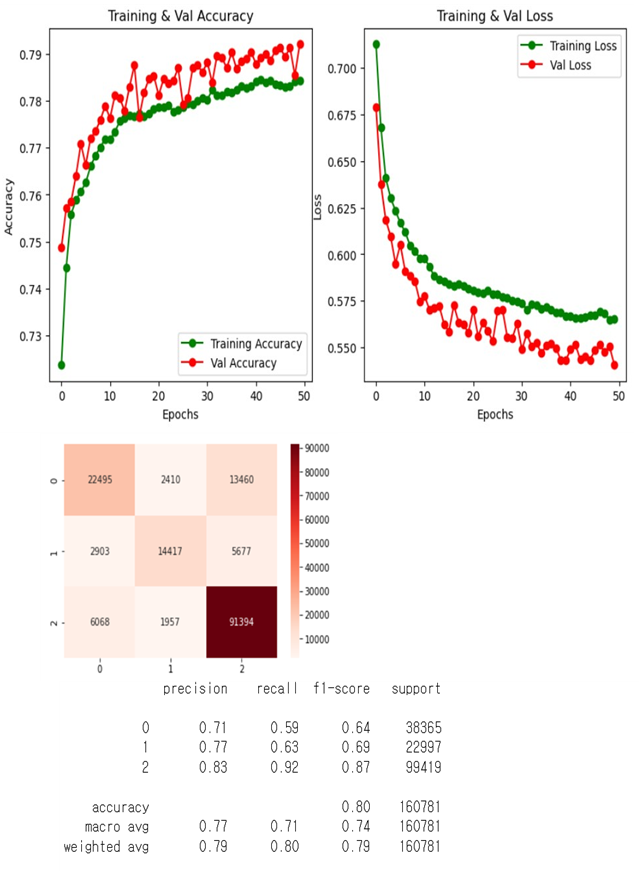 Training & Val Accuracy
0.79
0.78
0.77
0.76
0.75
0.74
0.73
Accuracy
Training Accuracy
Val Accuracy
0 10 20 30 40 50
Epochs
Training & Val Loss
Training Loss
Val Loss
0.700
0.675
0.650
0.625
0.600
0.575
0.550
Loss
0 10 20 30 40 50
Epochs
0 22495 2410 13460
1 2903 14417 5677
2 6068 1957 91394
0 1 2
90000
80000
70000
60000
50000
40000
30000
20000
10000
precision recall f1-score support
0 0.71 0.59 0.64 38365
1 0.77 0.63 0.69 22997
2 0.83 0.92 0.87 99419
accuracy 0.80 160781
macro avg 0.77 0.71 0.74 160781
weighted avg 0.79 0.80 0.79 160781